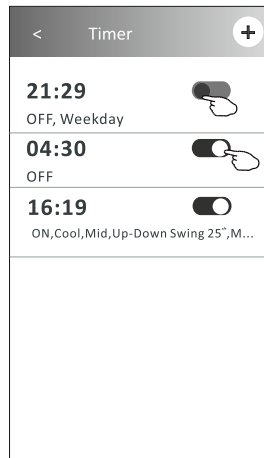 < Timer +
21:29
OFF, Weekday
04:30
OFF
16:19
ON,Cool,Mid,Up-Down Swing 25°,M...